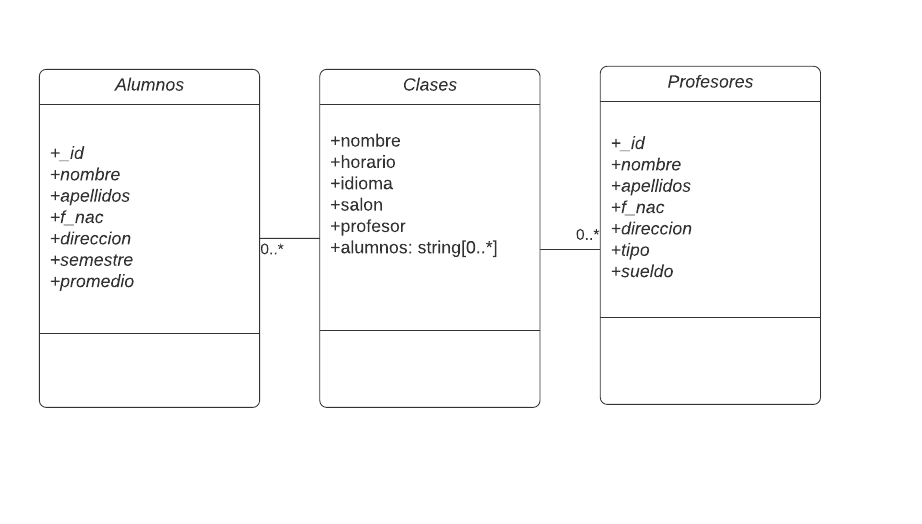 Alumnos
+_id
+nombre
+apellidos
+f_nac
+direccion
+semestre
+promedio
0..*
Clases
+nombre
+horario
+idioma
+salon
+profesor
+alumnos: string[0..*]
0..*
Profesores
+_id
+nombre
+apellidos
+f_nac
+direccion
+tipo
+sueldo